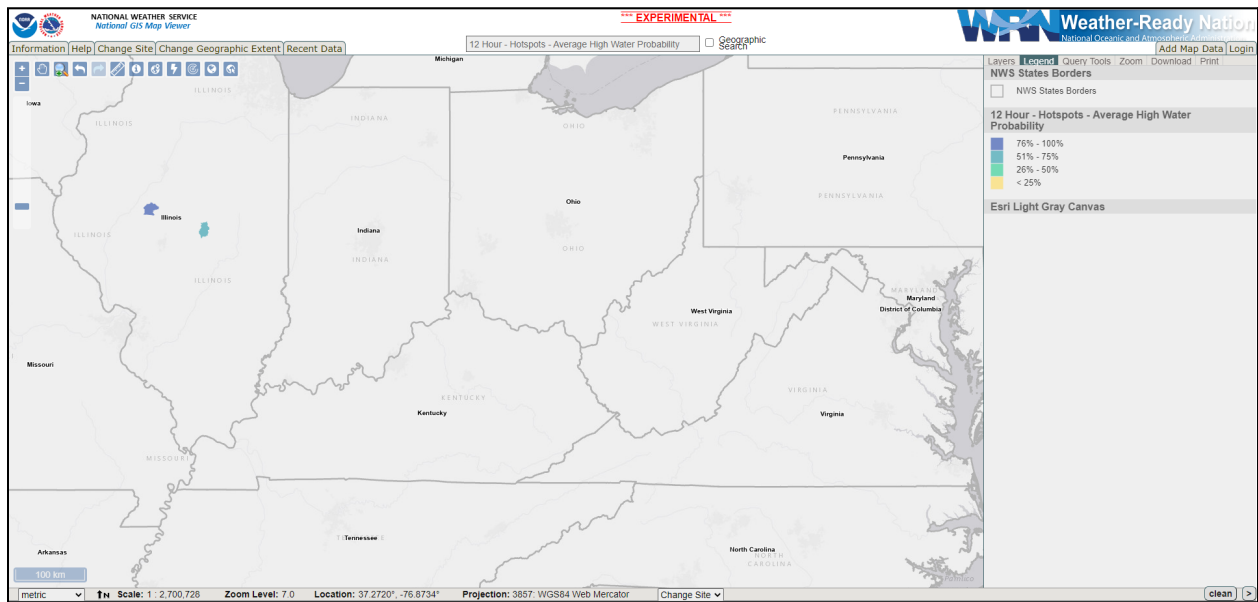 NATIONAL WEATHER SERVICE
National GIS Map Viewer
*** EXPERIMENTAL ***
Weather-Ready Nation
National Oceanic and Atmospheric
Information Help Change Site Change Geographic Extent Recent Data
12 Hour - Hotspots - Average High Water Probability
Geographic Search
Add Map Data Login
Layers Legend Query Tools Zoom Download Print
NWS States Borders
NWS States Borders
12 Hour - Hotspots - Average High Water Probability
76% - 100%
51% - 75%
26% - 50%
< 25%
Esri Light Gray Canvas
Michigan
ILLINOIS
Iowa
ILLINOIS
INDIANA
OHIO
PENNSYLVANIA
Pennsylvania
PENNSYLVANIA
Illinois
Ohio
Indiana
ILLINOIS
OHIO
INDIANA
ILLINOIS
MARYLAND
Maryland
District of Columbia
West Virginia
WEST VIRGINIA
Missouri
VIRGINIA
KENTUCKY
Kentucky
Virginia
MISSOURI
Tennessee
North Carolina
NORTH CAROLINA
Arkansas
Pamlico
100 km
metric
N Scale: 1 : 2,700,728 Zoom Level: 7.0 Location: 37.2720°, -76.8734° Projection: 3857: WGS84 Web Mercator Change Site
clean >